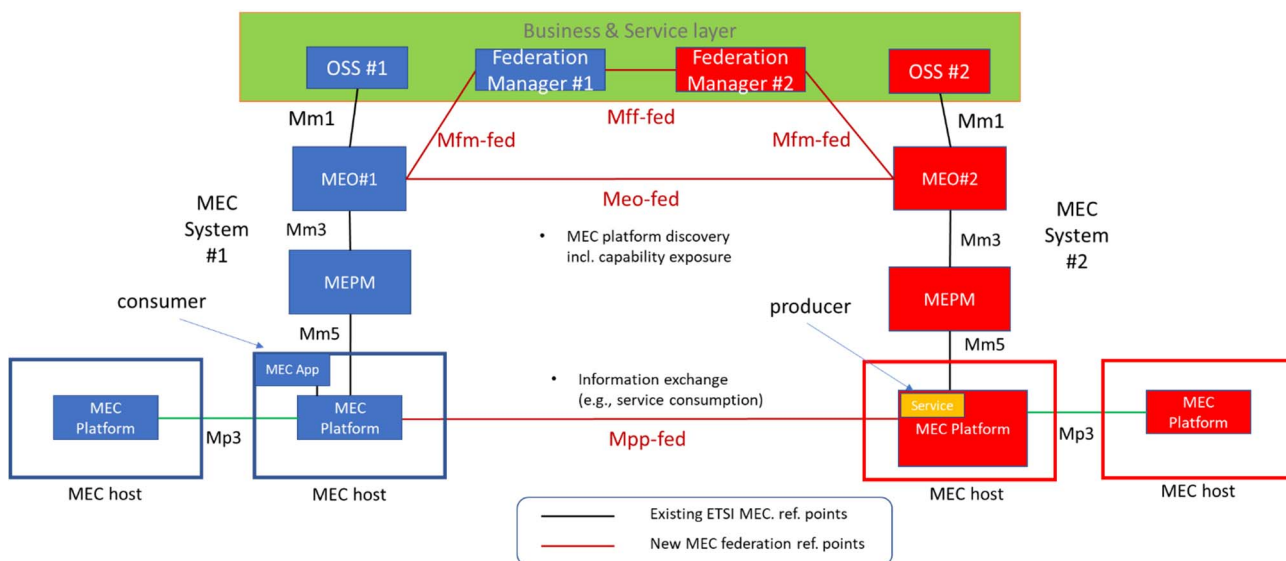 Business & Service layer
OSS #1
Federation
Manager #1
Federation
Manager #2
OSS #2
Mm1
Mff-fed
Mm1
Mfm-fed
Mfm-fed
MEO#1
MEO#2
Meo-fed
MEC
System
#1
Mm3
• MEC platform discovery
incl. capability exposure
Mm3
MEC
System
#2
MEPM
MEPM
consumer
producer
Mm5
Mm5
MEC App
MEC
Platform
MEC
Platform
• Information exchange
(e.g., service consumption)
Service
MEC Platform
MEC
Platform
Mp3
Mpp-fed
Mp3
MEC host
MEC host
MEC host
MEC host
Existing ETSI MEC. ref. points
New MEC federation ref. points